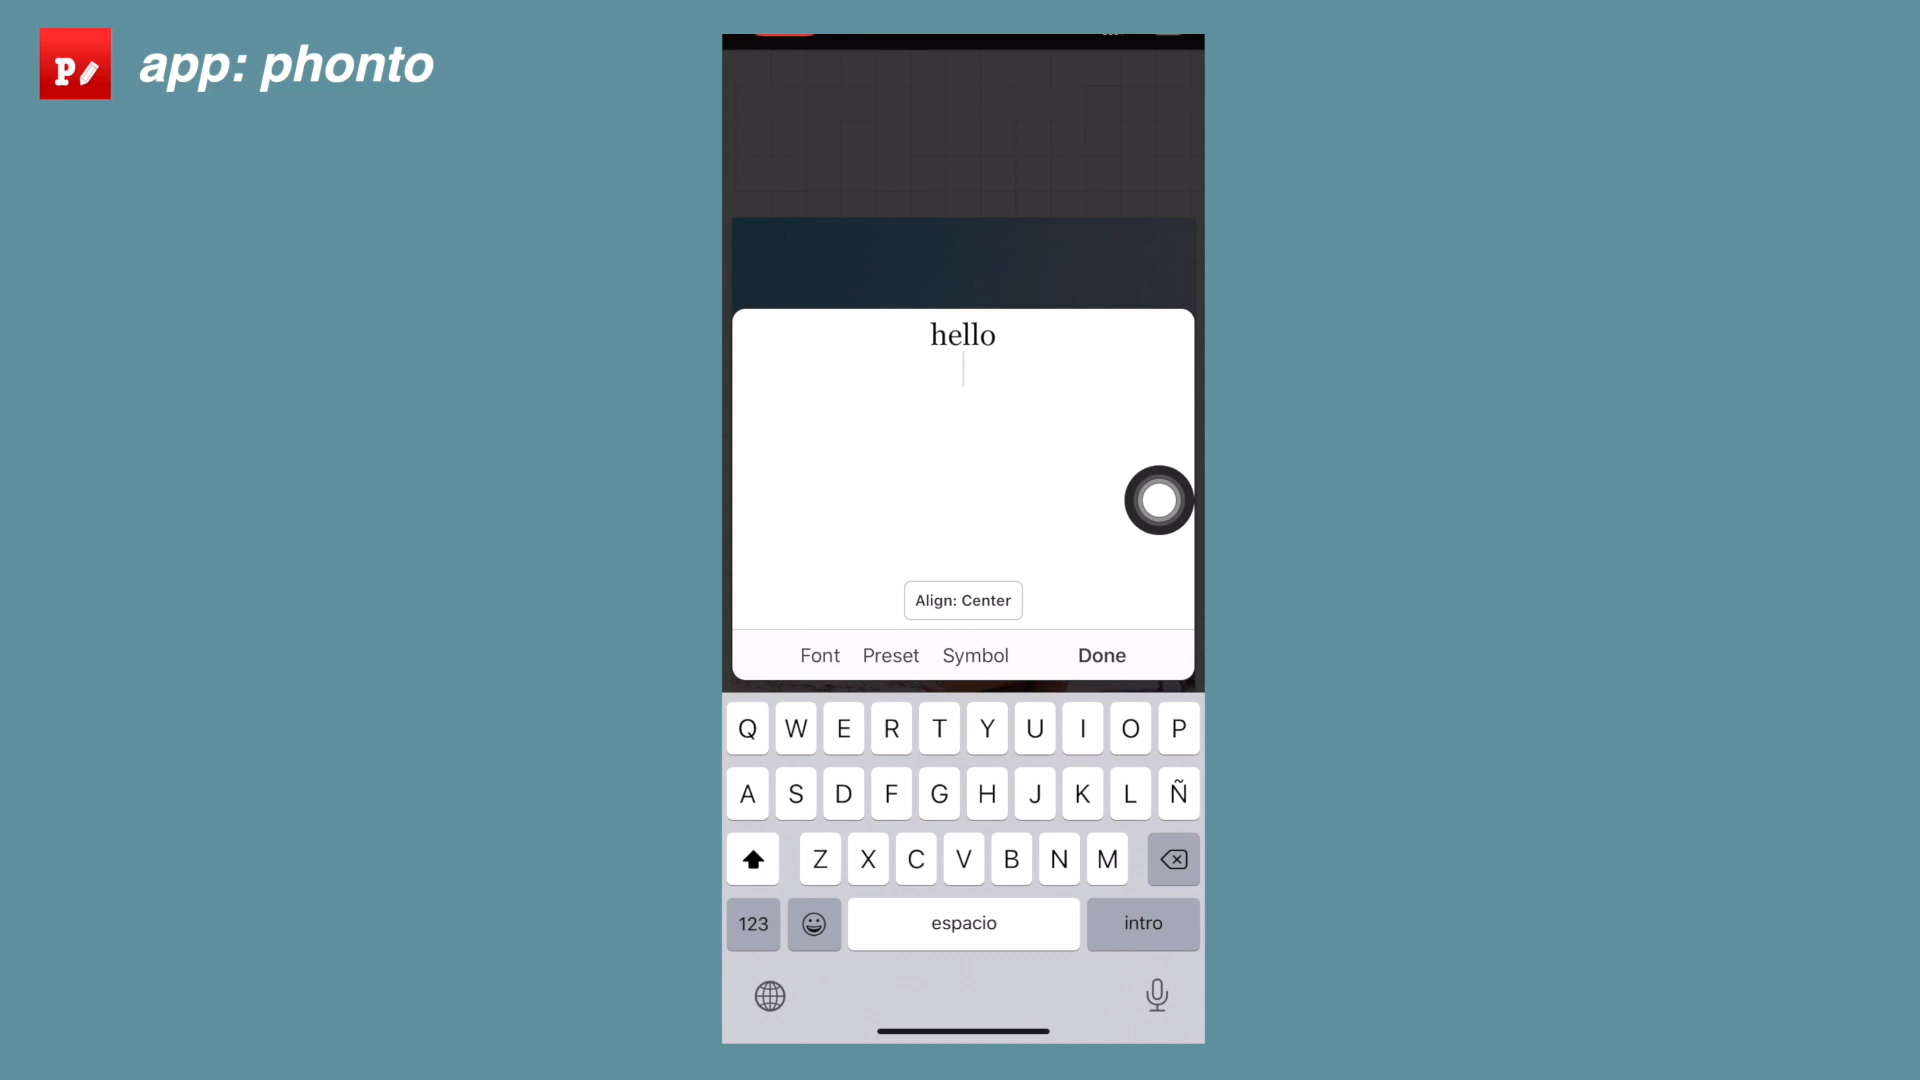 P
app: phonto
hello
Align: Center
Font Preset Symbol Done
Q W E R T Y U I O P
A S D F G H J K L Ñ
Z X C V B N M
123 espacio intro